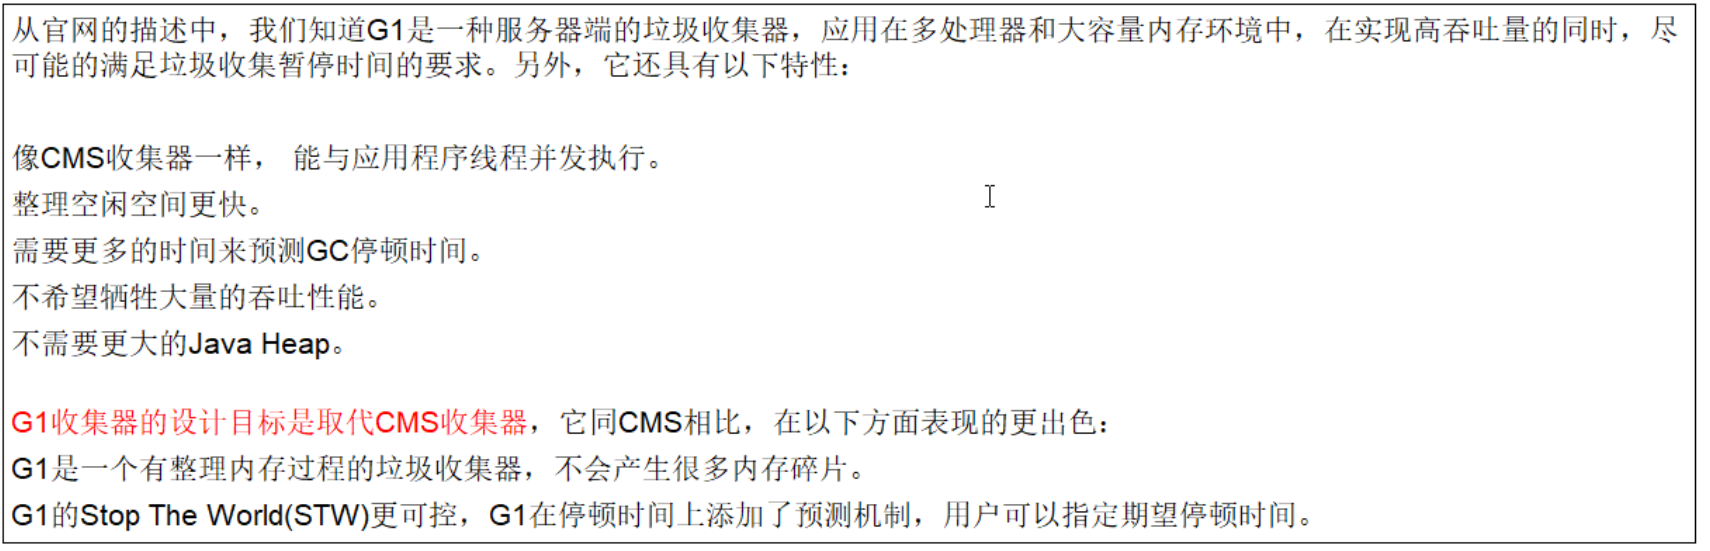 从官网的描述中，我们知道G1是一种服务器端的垃圾收集器，应用在多处理器和大容量内存环境中，在实现高吞吐量的同时，尽
可能的满足垃圾收集暂停时间的要求。另外，它还具有以下特性：
像CMS收集器一样， 能与应用程序线程并发执行。
整理空闲空间更快。
需要更多的时间来预测GC停顿时间。
不希望牺牲大量的吞吐性能。
不需要更大的Java Heap。
G1收集器的设计目标是取代CMS收集器，它同CMS相比，在以下方面表现的更出色：
G1是一个有整理内存过程的垃圾收集器，不会产生很多内存碎片。
G1的Stop The World(STW)更可控，G1在停顿时间上添加了预测机制，用户可以指定期望停顿时间。